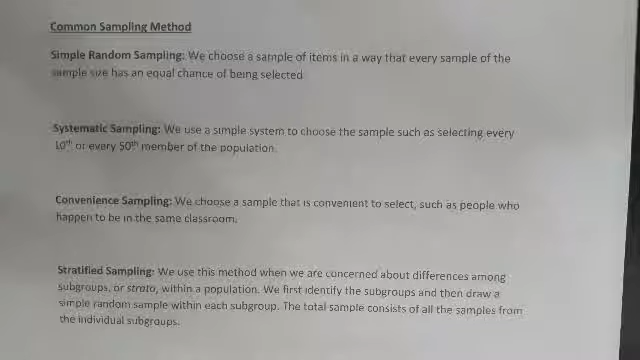 Common Sampling Method
Simple Random Sampling: We choose a sample of items in a way that every sample of the
sample size has an equal chance of being selected
Systematic Sampling: We use a simple system to choose the sample such as selecting every
10th or every 50th member of the population.
Convenience Sampling: We choose a sample that is convenient to select, such as people who
happen to be in the same classroom.
Stratified Sampling: We use this method when we are concerned about differences among
subgroups, or strata, within a population. We first identify the subgroups and then draw a
simple random sample within each subgroup. The total sample consists of all the samples from
the individual subgroups.